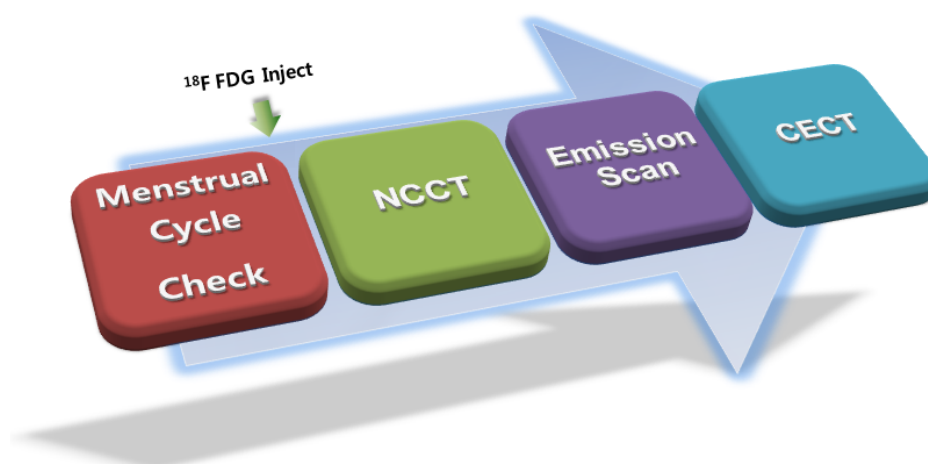 ¹⁸F FDG Inject
Menstrual
Cycle
Check
NCCT
Emission
Scan
CECT